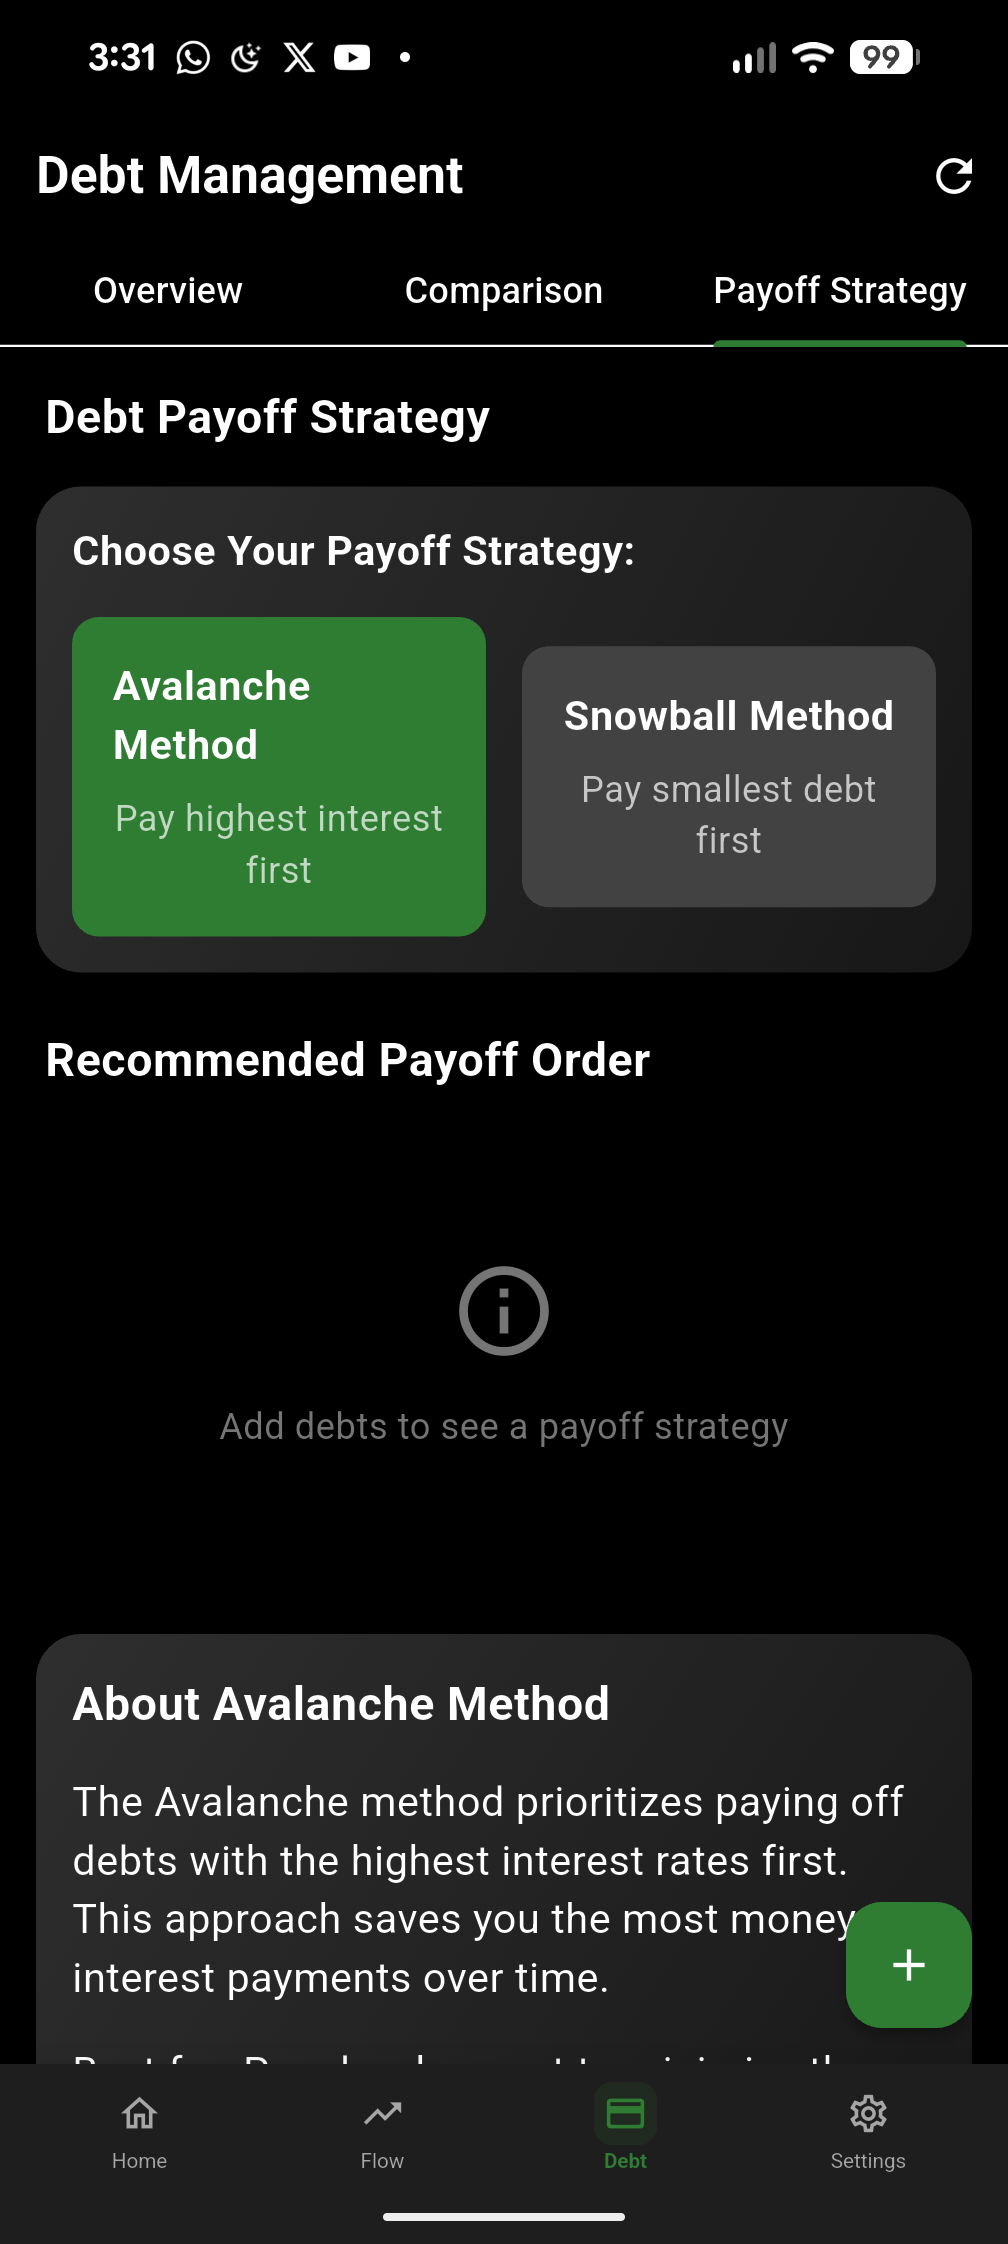 3:31
99
Debt Management
Overview Comparison Payoff Strategy
Debt Payoff Strategy
Choose Your Payoff Strategy:
Avalanche
Method
Pay highest interest
first
Snowball Method
Pay smallest debt
first
Recommended Payoff Order
Add debts to see a payoff strategy
About Avalanche Method
The Avalanche method prioritizes paying off
debts with the highest interest rates first.
This approach saves you the most money
interest payments over time.
Home Flow Debt Settings